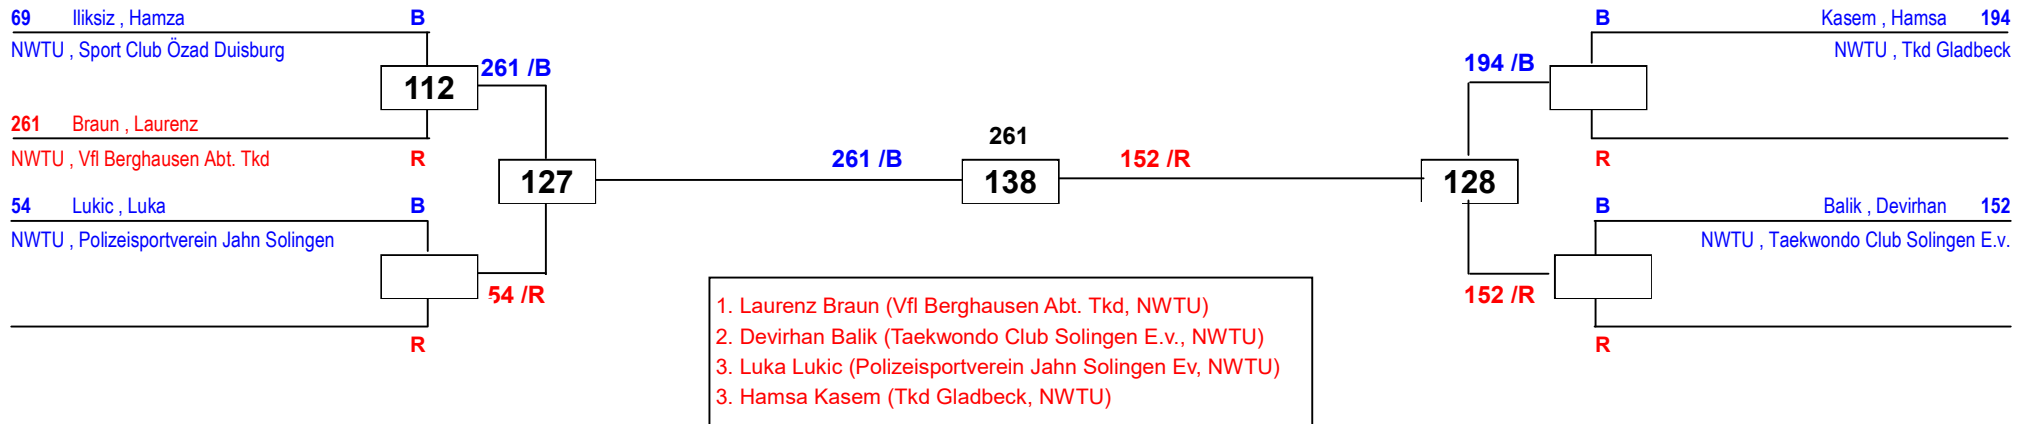 69 Iliksiz , Hamza B
NWTU , Sport Club Özad Duisburg
112
261 /B
261 Braun , Laurenz
NWTU , Vfl Berghausen Abt. Tkd R
127
54 Lukic , Luka B
NWTU , Polizeisportverein Jahn Solingen
54 /R
R
261 /B
261
138
152 /R
B Kasem , Hamsa 194
NWTU , Tkd Gladbeck
194 /B
R
128
B Balik , Devirhan 152
NWTU , Taekwondo Club Solingen E.v.
152 /R
R
1. Laurenz Braun (Vfl Berghausen Abt. Tkd, NWTU)
2. Devirhan Balik (Taekwondo Club Solingen E.v., NWTU)
3. Luka Lukic (Polizeisportverein Jahn Solingen Ev, NWTU)
3. Hamsa Kasem (Tkd Gladbeck, NWTU)